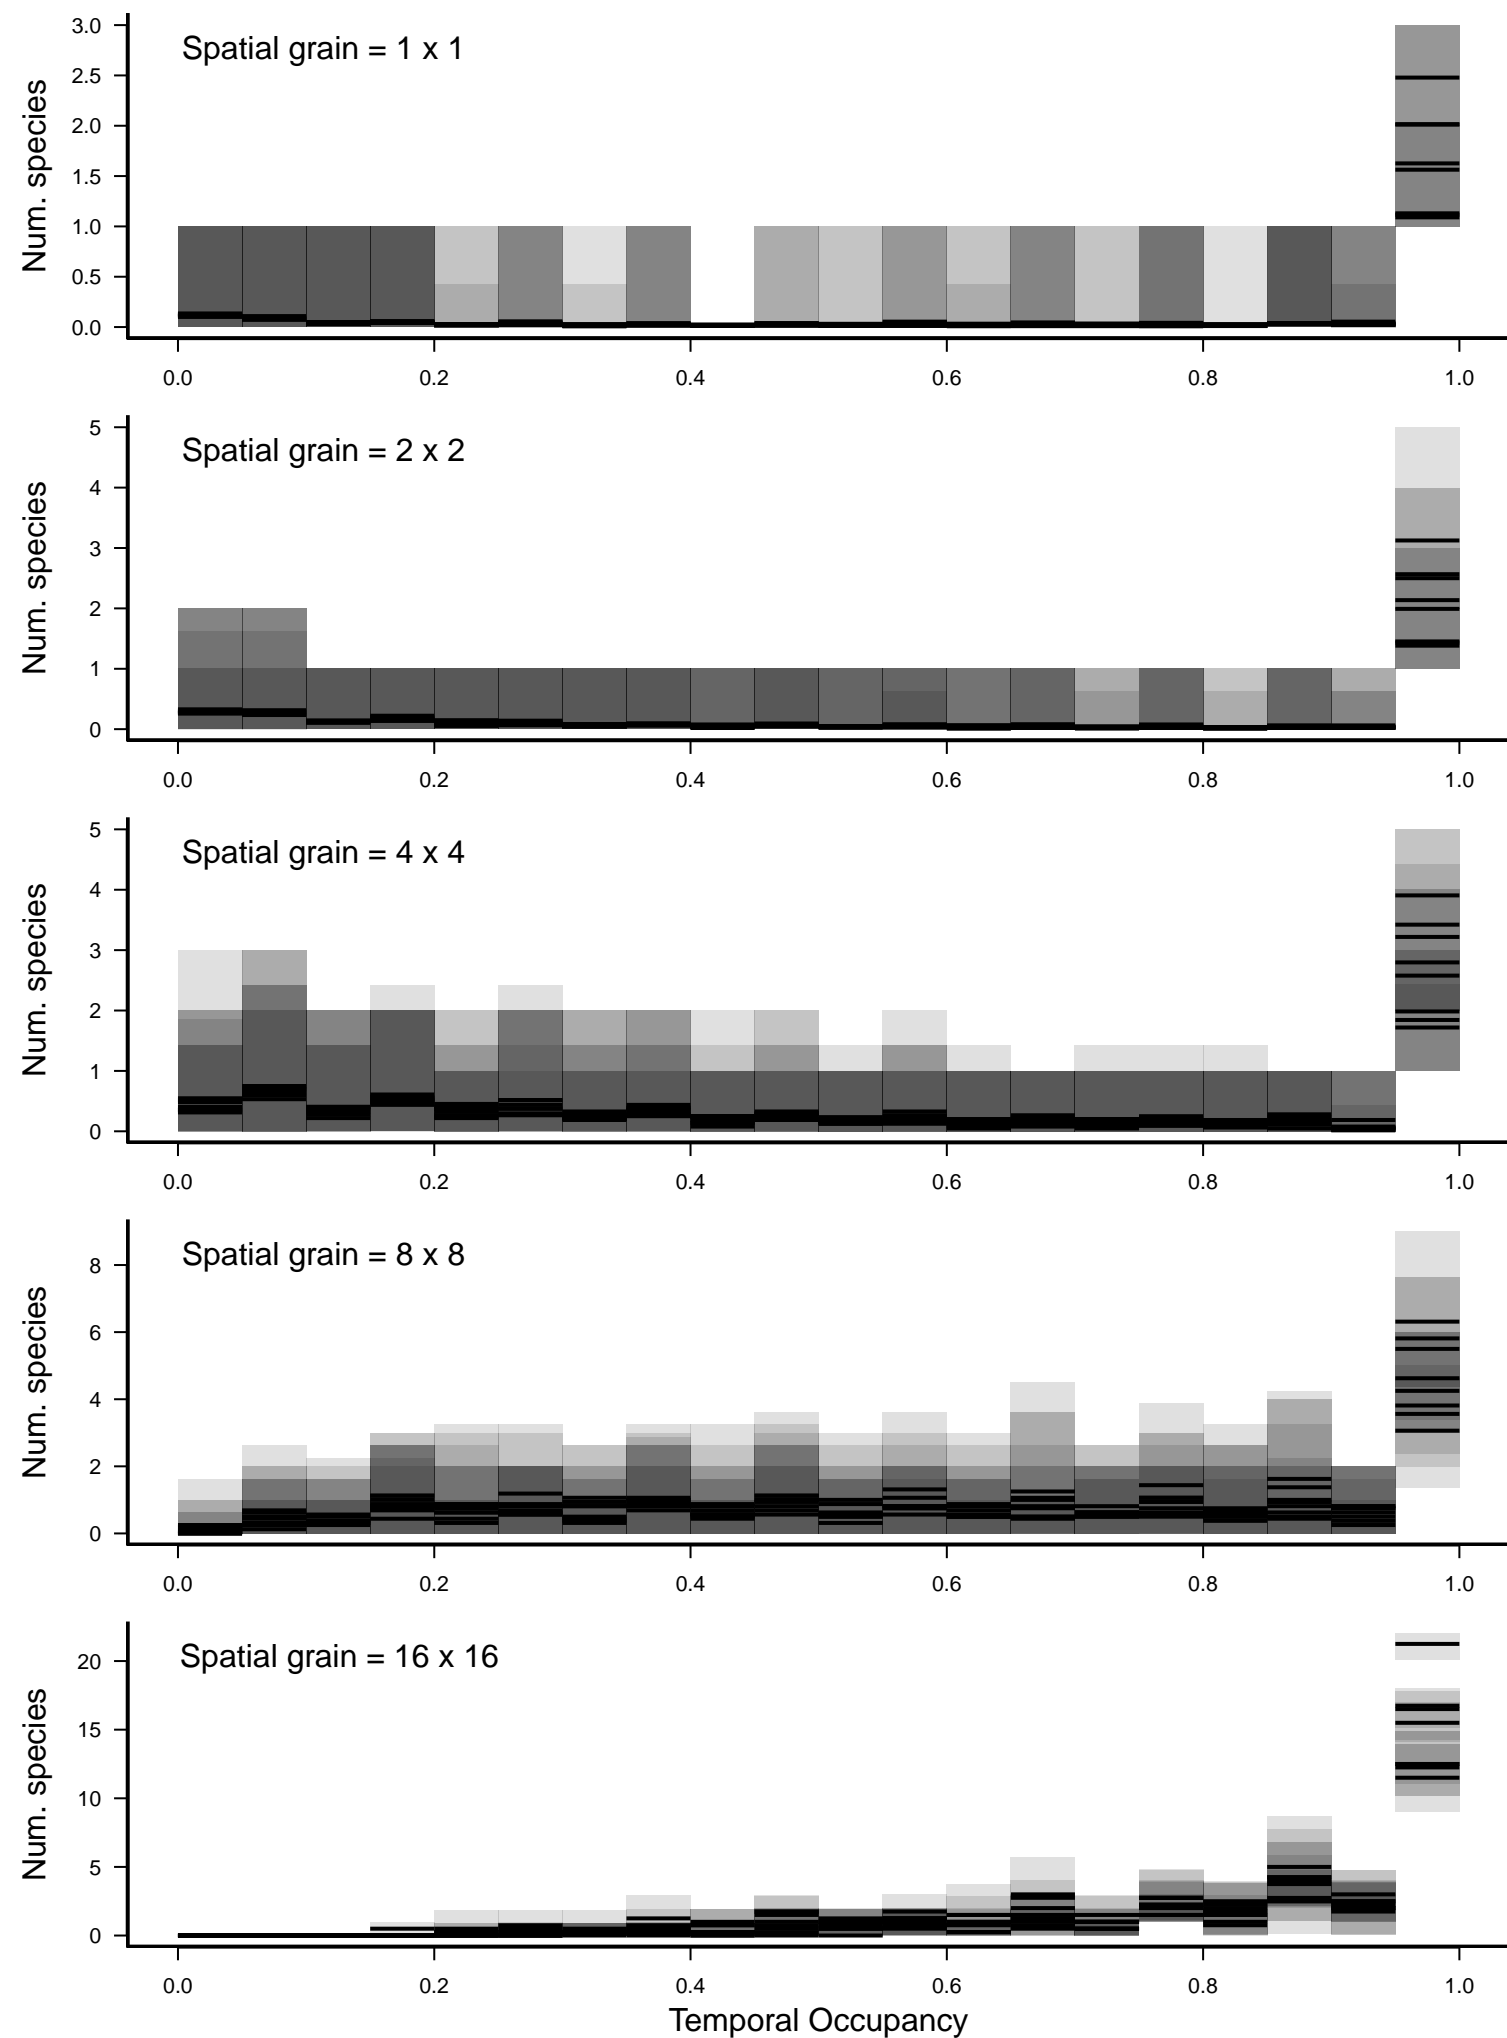 Spatial grain = 1 x 1
Num. species
3.0
2.5
2.0
1.5
1.0
0.5
0.0
0.0 0.2 0.4 0.6 0.8 1.0
Spatial grain = 2 x 2
Num. species
5
4
3
2
1
0
0.0 0.2 0.4 0.6 0.8 1.0
Spatial grain = 4 x 4
Num. species
5
4
3
2
1
0
0.0 0.2 0.4 0.6 0.8 1.0
Spatial grain = 8 x 8
Num. species
8
6
4
2
0
0.0 0.2 0.4 0.6 0.8 1.0
Spatial grain = 16 x 16
Num. species
20
15
10
5
0
0.0 0.2 0.4 0.6 0.8 1.0
Temporal Occupancy